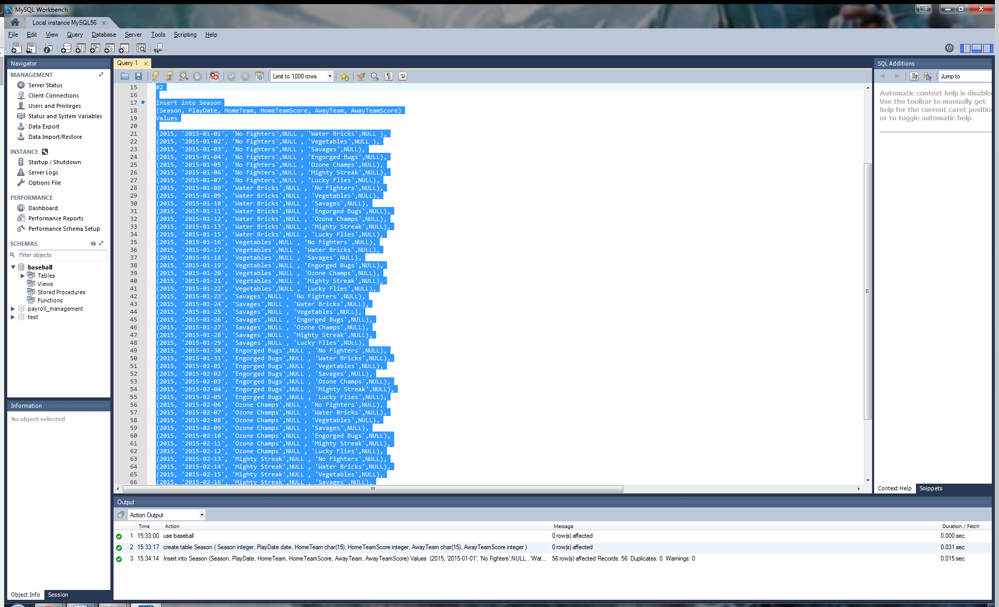 MySQL Workbench
Local instance MySQL56
File Edit View Query Database Server Tools Scripting Help
Navigator
MANAGEMENT
Server Status
Client Connections
Users and Privileges
Status and System Variables
Data Export
Data Import/Restore
INSTANCE
Startup / Shutdown
Server Logs
Options File
PERFORMANCE
Dashboard
Performance Reports
Performance Schema Setup
SCHEMAS
Filter objects
baseball
Tables
Views
Stored Procedures
Functions
payroll_management
test
Information
No object selected
Object Info Session
Query 1
Limit to 1000 rows
15 #2
16
17 Insert into Season
18 (Season, PlayDate, HomeTeam, HomeTeamScore, AwayTeam, AwayTeamScore)
19 Values
20
21 (2015, '2015-01-01', 'No Fighters',NULL , 'Water Bricks',NULL ),
22 (2015, '2015-01-02', 'No Fighters',NULL , 'Vegetables',NULL ),
23 (2015, '2015-01-03', 'No Fighters',NULL , 'Savages',NULL),
24 (2015, '2015-01-04', 'No Fighters',NULL , 'Engorged Bugs',NULL),
25 (2015, '2015-01-05', 'No Fighters',NULL , 'Ozone Champs',NULL),
26 (2015, '2015-01-06', 'No Fighters',NULL , 'Mighty Streak',NULL),
27 (2015, '2015-01-07', 'No Fighters',NULL , 'Lucky Flies',NULL),
28 (2015, '2015-01-08', 'Water Bricks',NULL , 'No Fighters',NULL),
29 (2015, '2015-01-09', 'Water Bricks',NULL , 'Vegetables',NULL),
30 (2015, '2015-01-10', 'Water Bricks',NULL , 'Savages',NULL),
31 (2015, '2015-01-11', 'Water Bricks',NULL , 'Engorged Bugs',NULL),
32 (2015, '2015-01-12', 'Water Bricks',NULL , 'Ozone Champs',NULL),
33 (2015, '2015-01-13', 'Water Bricks',NULL , 'Mighty Streak',NULL),
34 (2015, '2015-01-15', 'Water Bricks',NULL , 'Lucky Flies',NULL),
35 (2015, '2015-01-16', 'Vegetables',NULL , 'No Fighters',NULL),
36 (2015, '2015-01-17', 'Vegetables',NULL , 'Water Bricks',NULL),
37 (2015, '2015-01-18', 'Vegetables',NULL , 'Savages',NULL),
38 (2015, '2015-01-19', 'Vegetables',NULL , 'Engorged Bugs',NULL),
39 (2015, '2015-01-20', 'Vegetables',NULL , 'Ozone Champs',NULL),
40 (2015, '2015-01-21', 'Vegetables',NULL , 'Mighty Streak',NULL),
41 (2015, '2015-01-22', 'Vegetables',NULL , 'Lucky Flies',NULL),
42 (2015, '2015-01-23', 'Savages',NULL , 'No Fighters',NULL),
43 (2015, '2015-01-24', 'Savages',NULL , 'Water Bricks',NULL),
44 (2015, '2015-01-25', 'Savages',NULL , 'Vegetables',NULL),
45 (2015, '2015-01-26', 'Savages',NULL , 'Engorged Bugs',NULL),
46 (2015, '2015-01-27', 'Savages',NULL , 'Ozone Champs',NULL),
47 (2015, '2015-01-28', 'Savages',NULL , 'Mighty Streak',NULL),
48 (2015, '2015-01-29', 'Savages',NULL , 'Lucky Flies',NULL),
49 (2015, '2015-01-30', 'Engorged Bugs',NULL , 'No Fighters',NULL),
50 (2015, '2015-01-31', 'Engorged Bugs',NULL , 'Water Bricks',NULL),
51 (2015, '2015-02-01', 'Engorged Bugs',NULL , 'Vegetables',NULL),
52 (2015, '2015-02-02', 'Engorged Bugs',NULL , 'Savages',NULL),
53 (2015, '2015-02-03', 'Engorged Bugs',NULL , 'Ozone Champs',NULL),
54 (2015, '2015-02-04', 'Engorged Bugs',NULL , 'Mighty Streak',NULL),
55 (2015, '2015-02-05', 'Engorged Bugs',NULL , 'Lucky Flies',NULL),
56 (2015, '2015-02-06', 'Ozone Champs',NULL , 'No Fighters',NULL),
57 (2015, '2015-02-07', 'Ozone Champs',NULL , 'Water Bricks',NULL),
58 (2015, '2015-02-08', 'Ozone Champs',NULL , 'Vegetables',NULL),
59 (2015, '2015-02-09', 'Ozone Champs',NULL , 'Savages',NULL),
60 (2015, '2015-02-10', 'Ozone Champs',NULL , 'Engorged Bugs',NULL),
61 (2015, '2015-02-11', 'Ozone Champs',NULL , 'Mighty Streak',NULL),
62 (2015, '2015-02-12', 'Ozone Champs',NULL , 'Lucky Flies',NULL),
63 (2015, '2015-02-13', 'Mighty Streak',NULL , 'No Fighters',NULL),
64 (2015, '2015-02-14', 'Mighty Streak',NULL , 'Water Bricks',NULL),
65 (2015, '2015-02-15', 'Mighty Streak',NULL , 'Vegetables',NULL),
66 (2015, '2015-02-16', 'Mighty Streak',NULL , 'Savages',NULL),
SQL Additions
Jump to
Automatic context help is disable
Use the toolbar to manually get
help for the current caret positio
or to toggle automatic help.
Context Help Snippets
Output
Action Output
Time Action Message Duration / Fetch
1 15:33:00 use baseball 0 row(s) affected 0.000 sec
2 15:33:17 create table Season ( Season integer, PlayDate date, HomeTeam char(15), HomeTeamScore integer, AwayTeam char(15), AwayTeamScore integer ) 0 row(s) affected 0.031 sec
3 15:34:14 Insert into Season (Season, PlayDate, HomeTeam, HomeTeamScore, AwayTeam, AwayTeamScore) Values (2015, '2015-01-01', 'No Fighters',NULL , 'Wat... 56 row(s) affected Records: 56 Duplicates: 0 Warnings: 0 0.015 sec